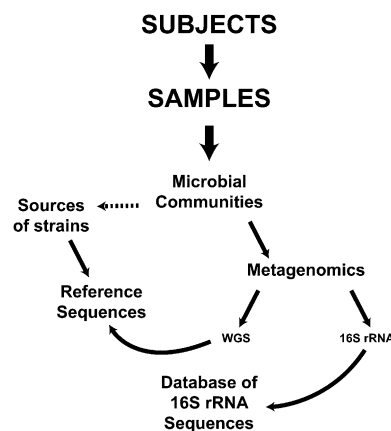 SUBJECTS
SAMPLES
Microbial
Communities
Sources
of strains
Metagenomics
Reference
Sequences
WGS
16S rRNA
Database of
16S rRNA
Sequences